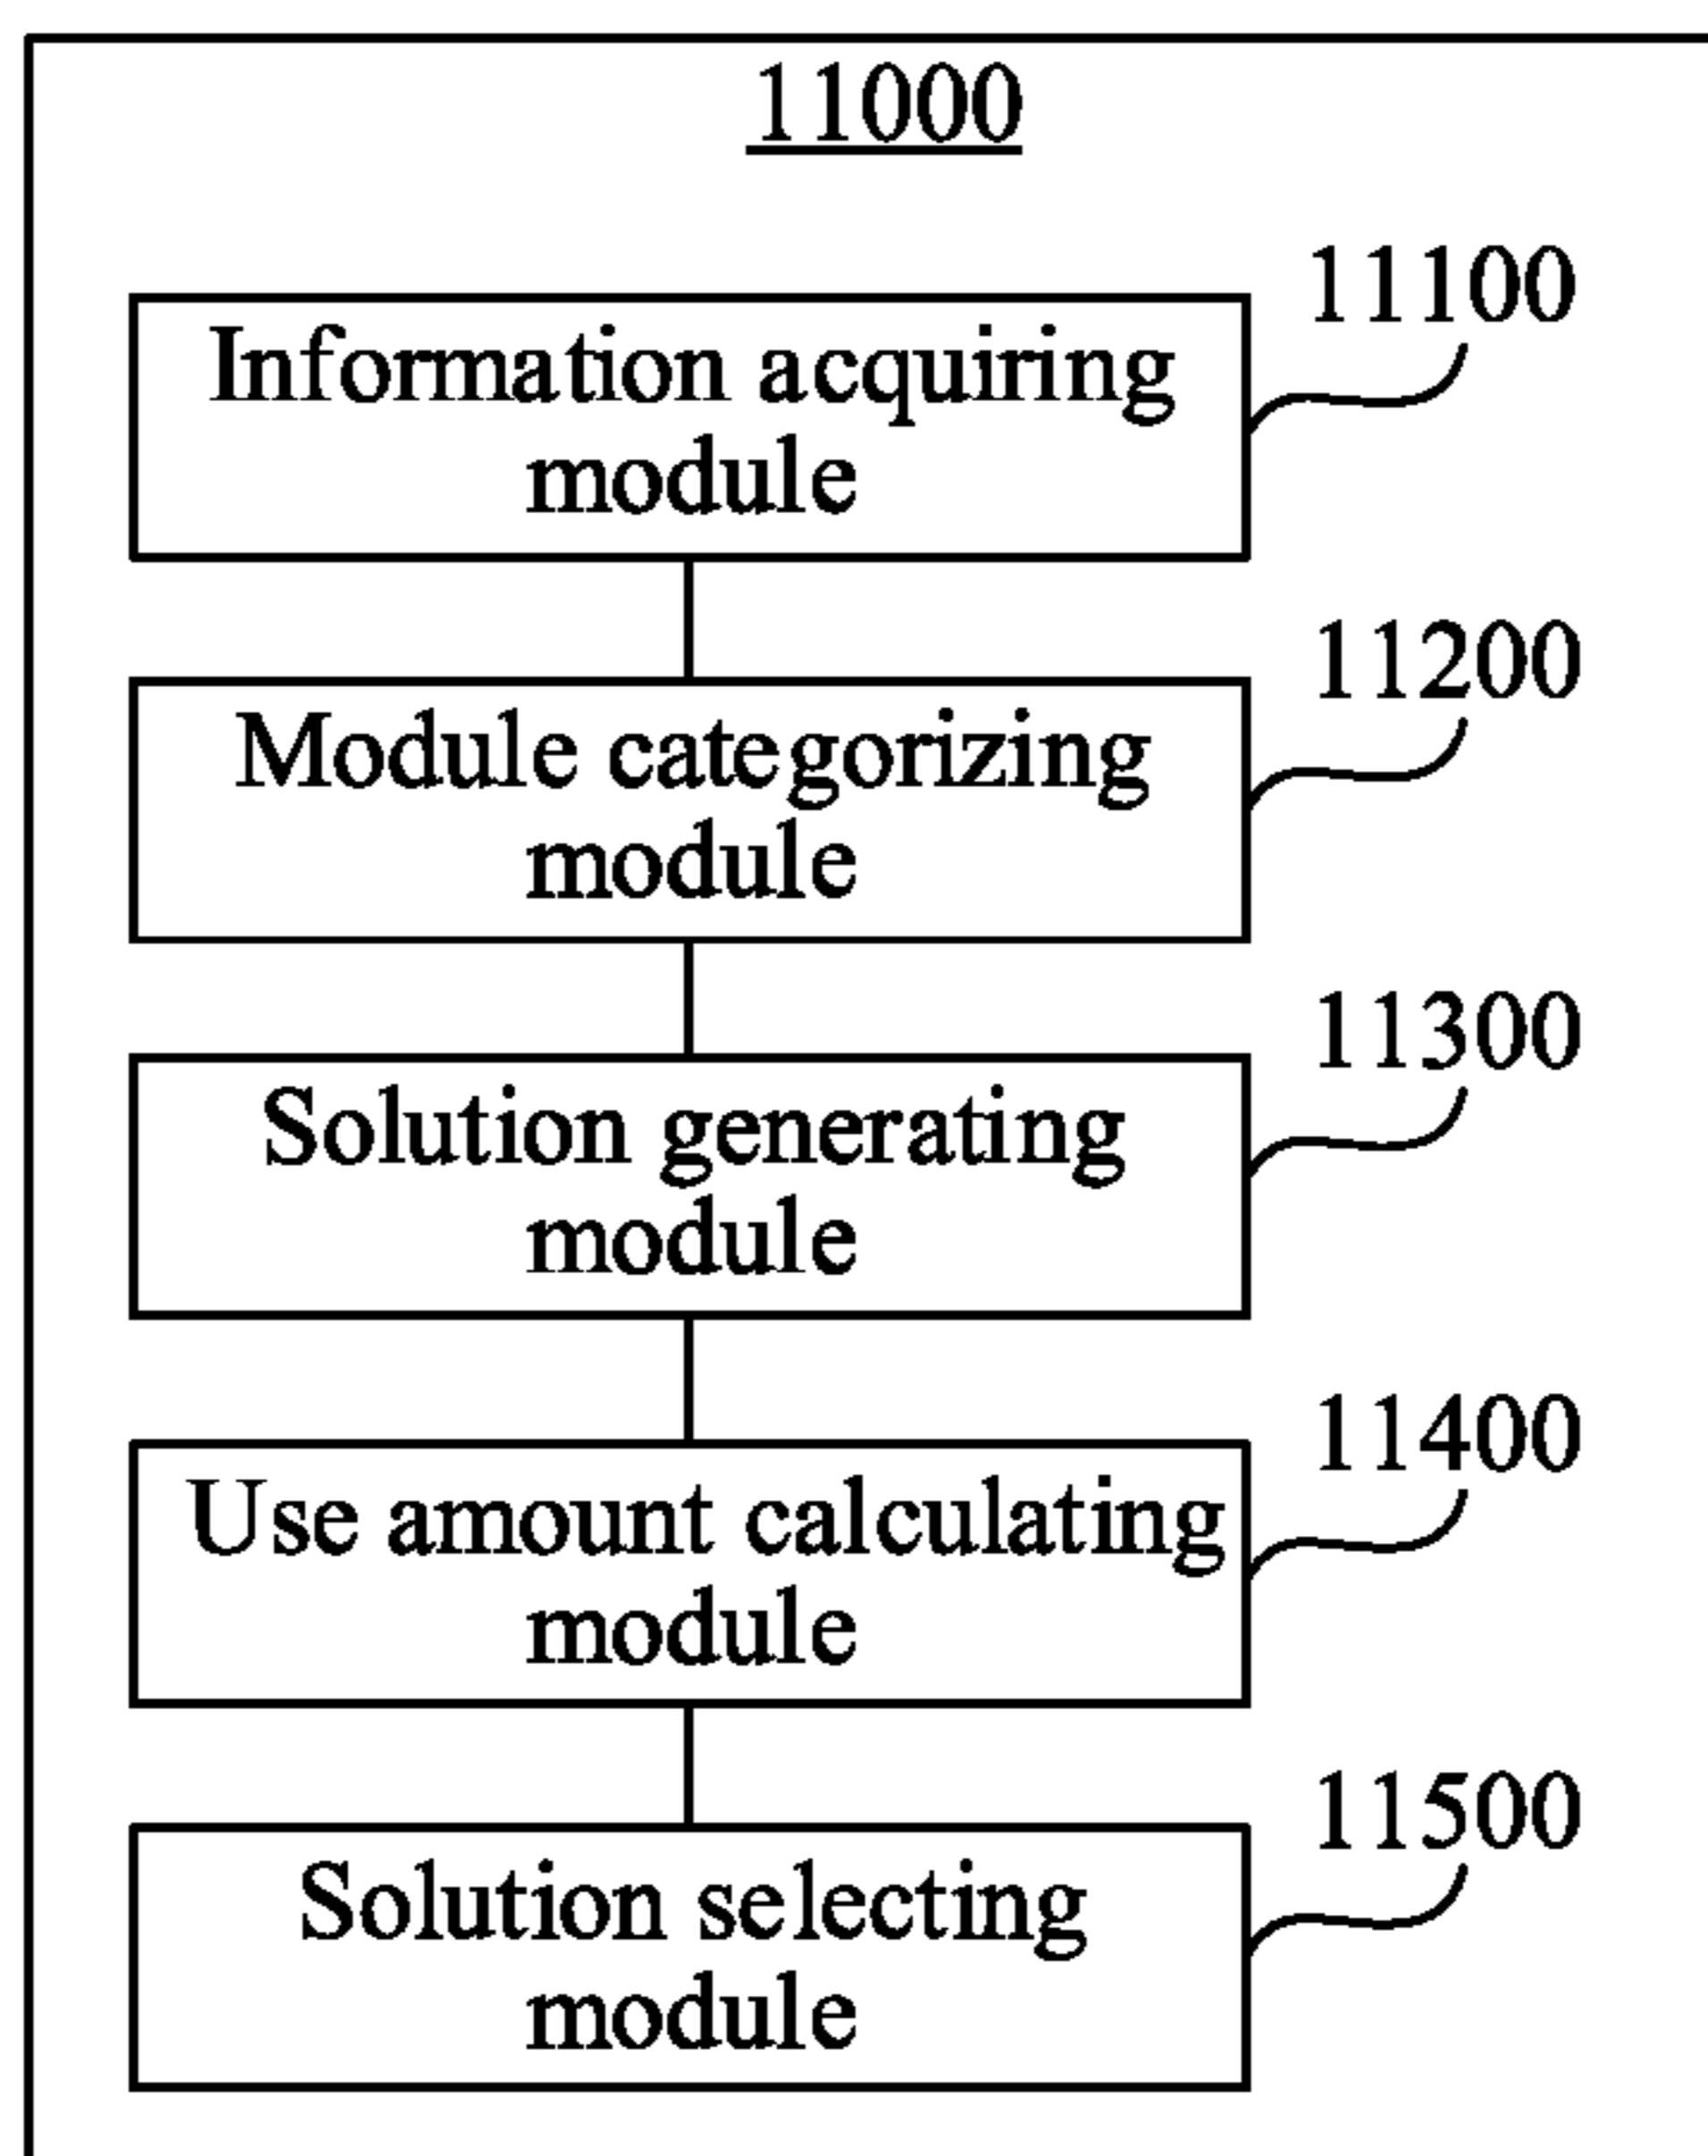 11000
11100
Information acquiring
module
11200
Module categorizing
module
11300
Solution generating
module
11400
Use amount calculating
module
11500
Solution selecting
module